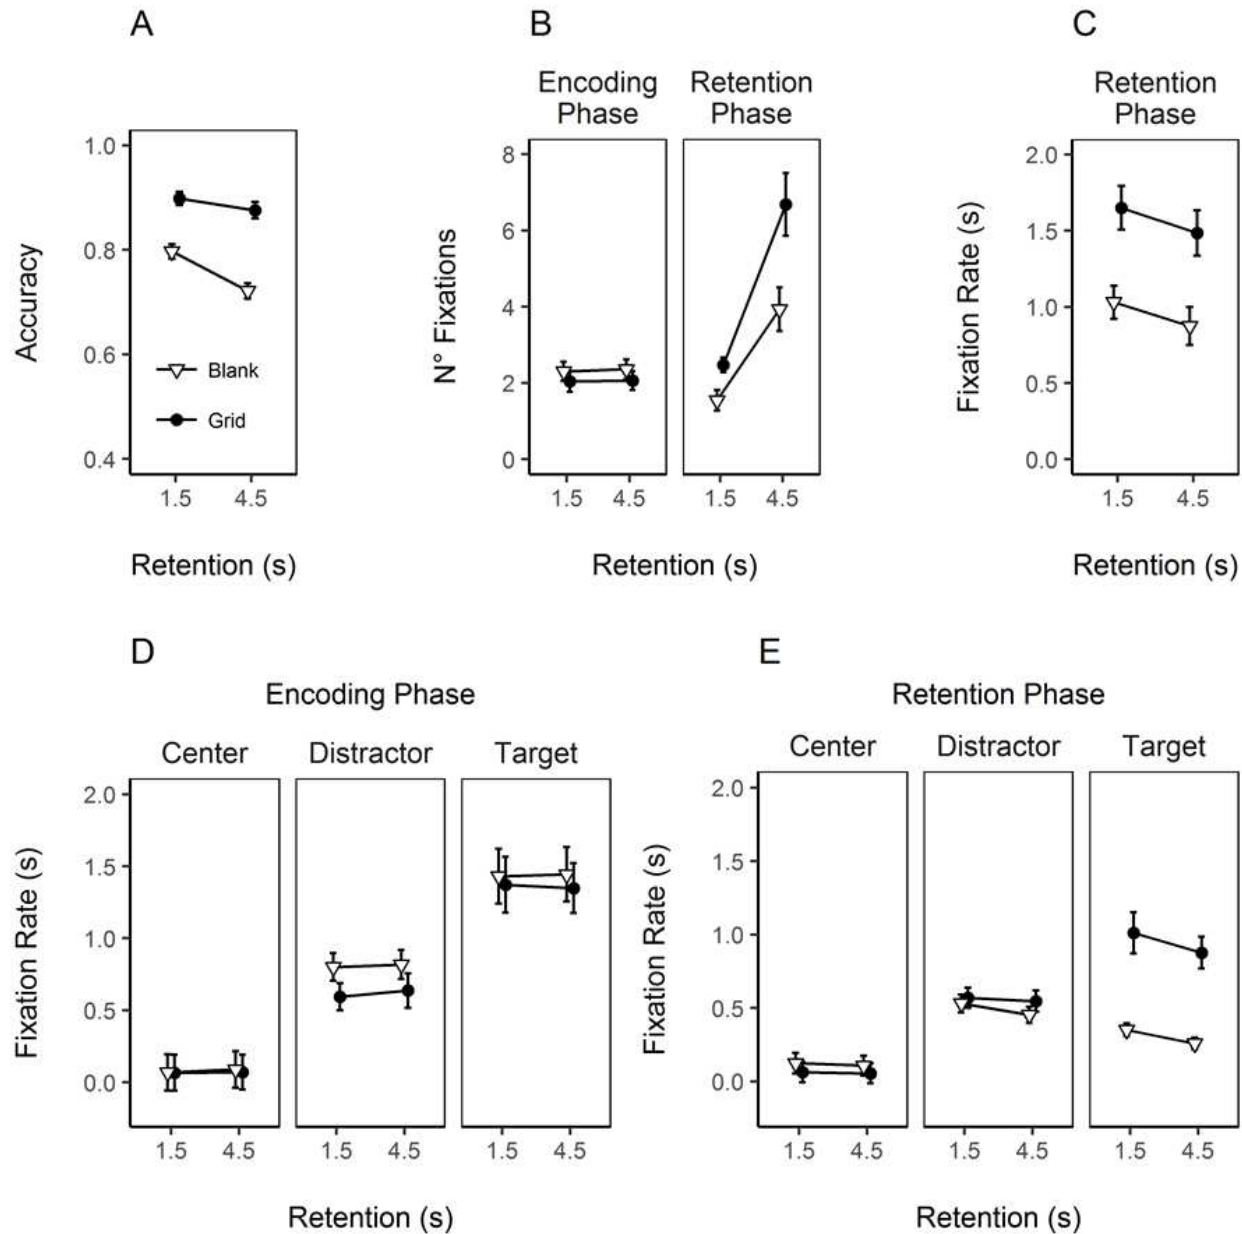 A
B
C
Encoding
Phase
Retention
Phase
Retention
Phase
Accuracy
1.0
0.8
0.6
0.4
Blank
Grid
1.5 4.5
Retention (s)
N° Fixations
8
6
4
2
0
1.5 4.5
1.5 4.5
Retention (s)
Fixation Rate (s)
2.0
1.5
1.0
0.5
0.0
1.5 4.5
Retention (s)
D
Encoding Phase
Center
Distractor
Target
Fixation Rate (s)
2.0
1.5
1.0
0.5
0.0
1.5 4.5
1.5 4.5
1.5 4.5
Retention (s)
E
Retention Phase
Center
Distractor
Target
Fixation Rate (s)
2.0
1.5
1.0
0.5
0.0
1.5 4.5
1.5 4.5
1.5 4.5
Retention (s)